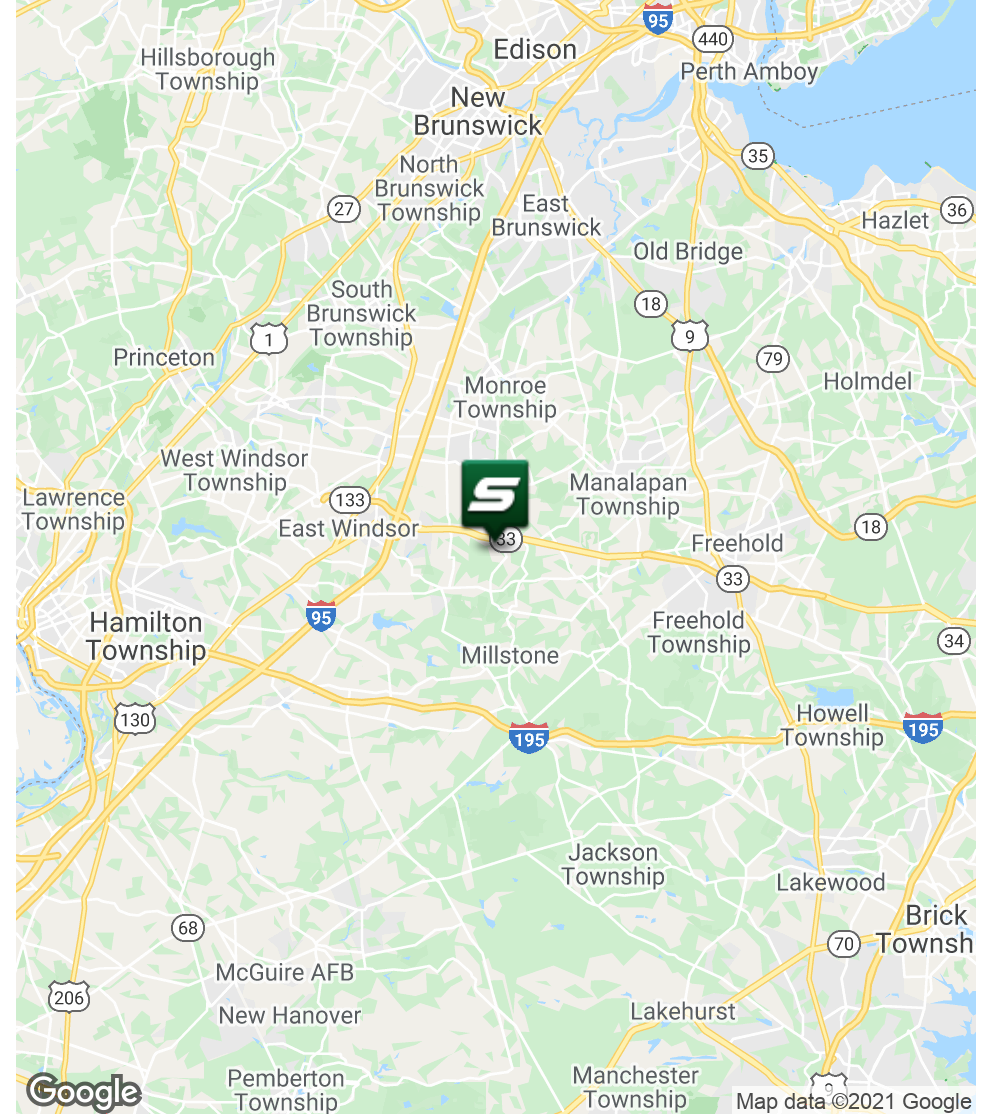 95
Edison
440
Hillsborough
Township
Perth Amboy
New
Brunswick
35
North
Brunswick
Township
27
East
Brunswick
36
Hazlet
Old Bridge
South
Brunswick
Township
18
1
9
Princeton
79
Monroe
Township
Holmdel
West Windsor
Township
Manalapan
Township
Lawrence
Township
133
S
East Windsor
18
33
Freehold
33
95
Hamilton
Township
Freehold
Township
34
Millstone
130
195
Howell
Township
195
Jackson
Township
Lakewood
Brick
Townsh
68
70
McGuire AFB
206
New Hanover
Lakehurst
Pemberton
Township
Manchester
Township
9
Google
Map data ©2021 Google